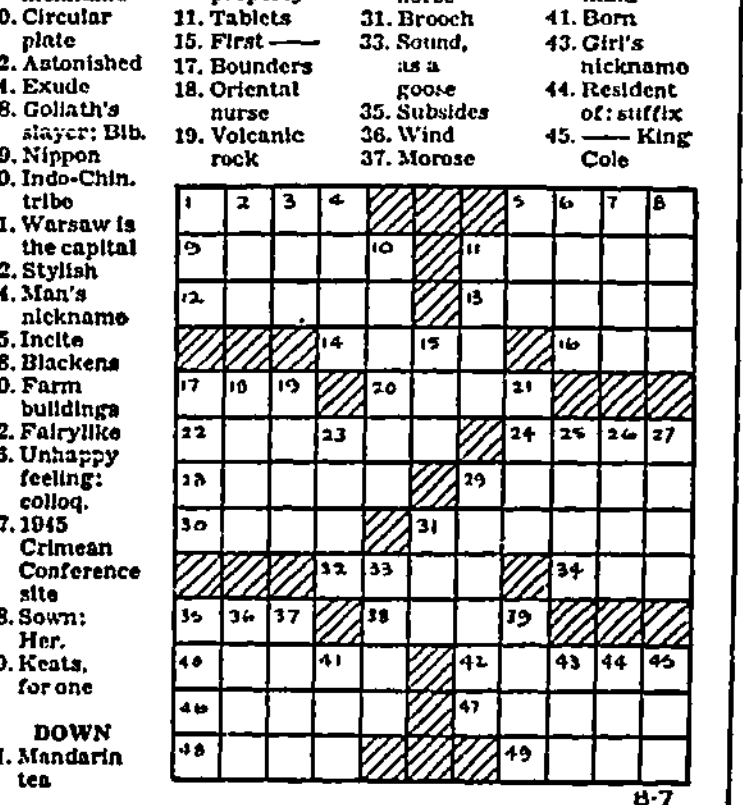 0. Circular
plate
2. Astonished
4. Exude
8. Goliath's
slayer: Bib.
9. Nippon
0. Indo-Chin.
tribe
1. Warsaw is
the capital
2. Stylish
4. Man's
nickname
5. Incite
8. Blackens
0. Farm
buildings
2. Fairylike
6. Unhappy
feeling:
colloq.
7. 1945
Crimean
Conference
site
8. Sown:
Her.
0. Keats,
for one
DOWN
1. Mandarin
tea
property
11. Tablets
15. First ——
17. Bounders
18. Oriental
nurse
19. Volcanic
rock
31. Brooch
33. Sound,
as a
goose
35. Subsides
36. Wind
37. Morose
41. Born
43. Girl's
nickname
44. Resident
of: suffix
45. —— King
Cole
1 2 3 4 5 6 7 8
9 10 11
12 13
14 15 16
17 18 19 20 21
22 23 24 25 26 27
28 29
30 31
32 33 34
35 36 37 38 39
40 41 42 43 44 45
46 47
48 49
8-7